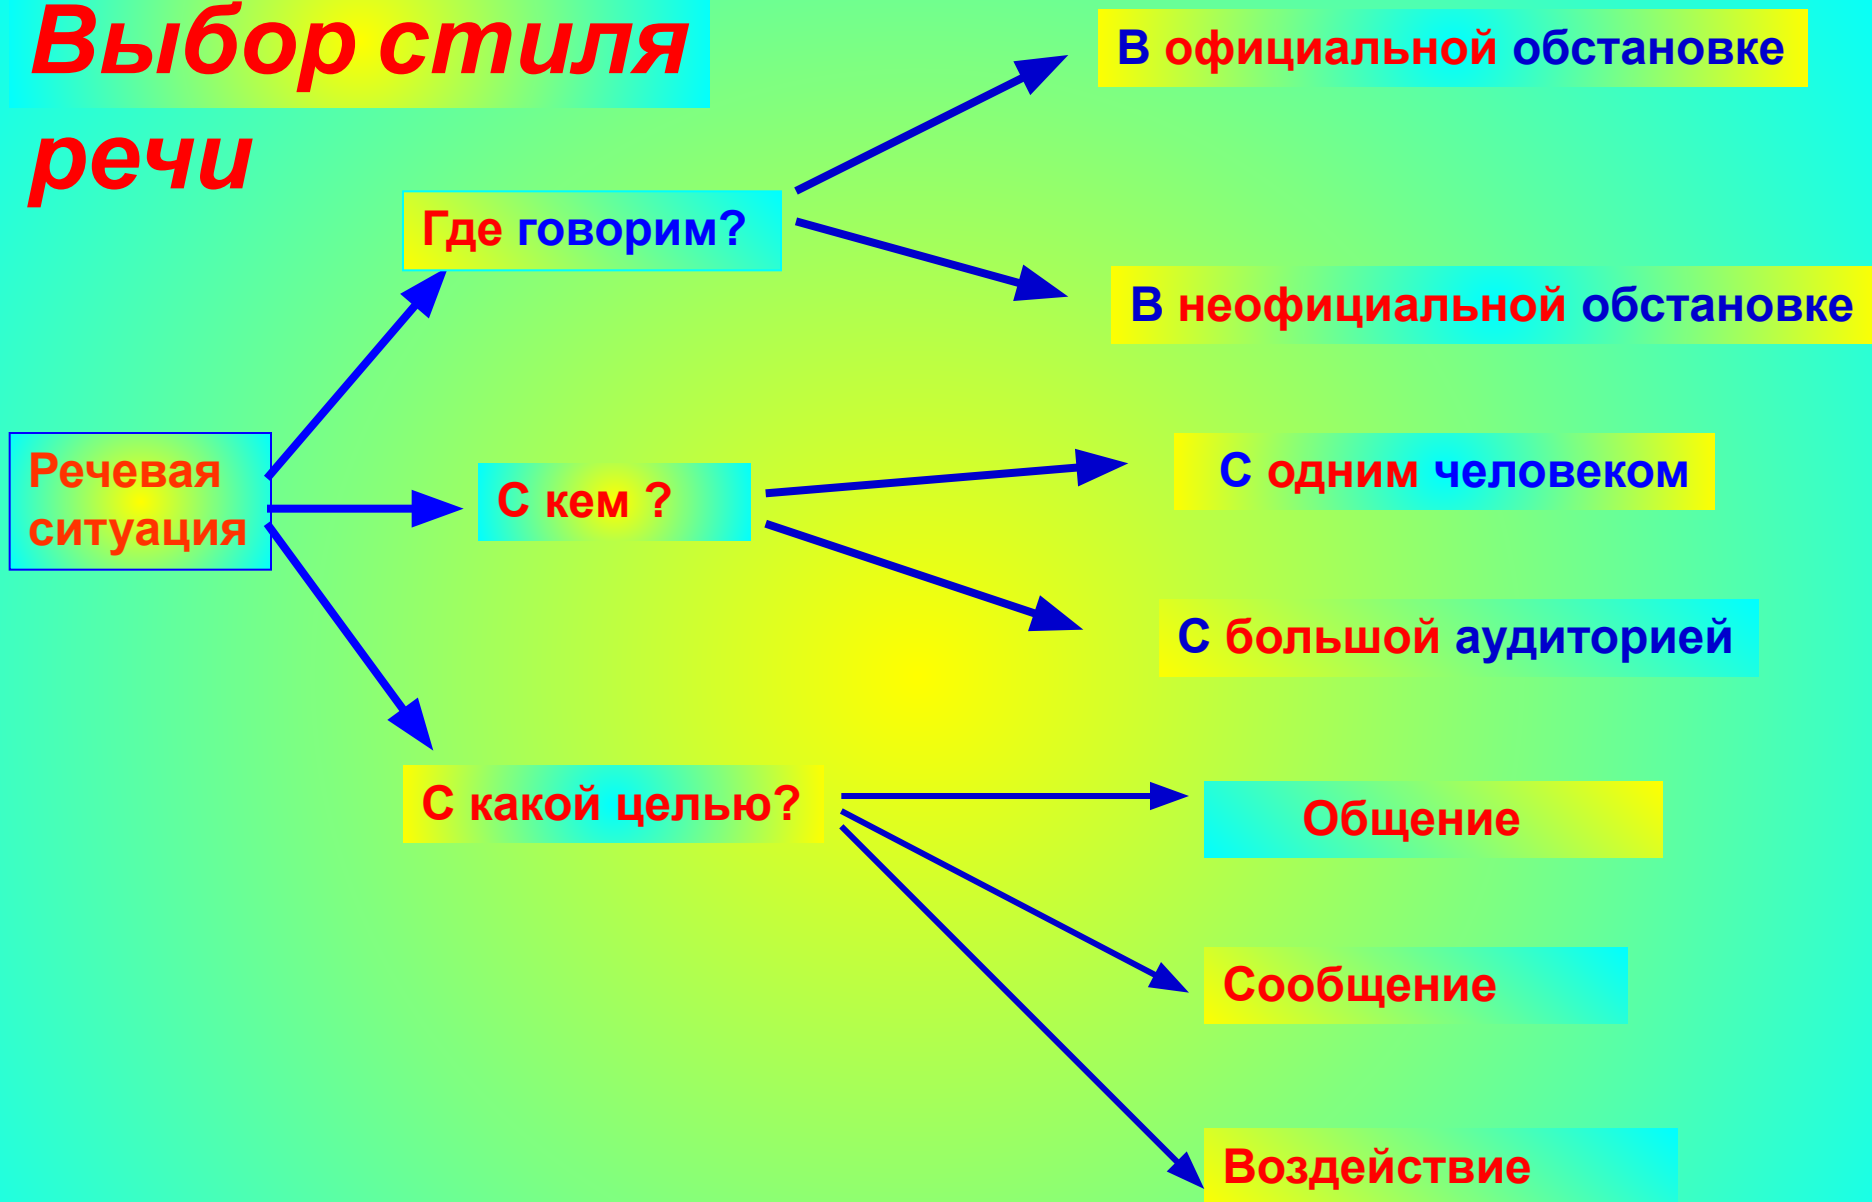 Выбор стиля
речи
Где говорим?
В официальной обстановке
В неофициальной обстановке
Речевая
ситуация
С кем ?
С одним человеком
С большой аудиторией
С какой целью?
Общение
Сообщение
Воздействие